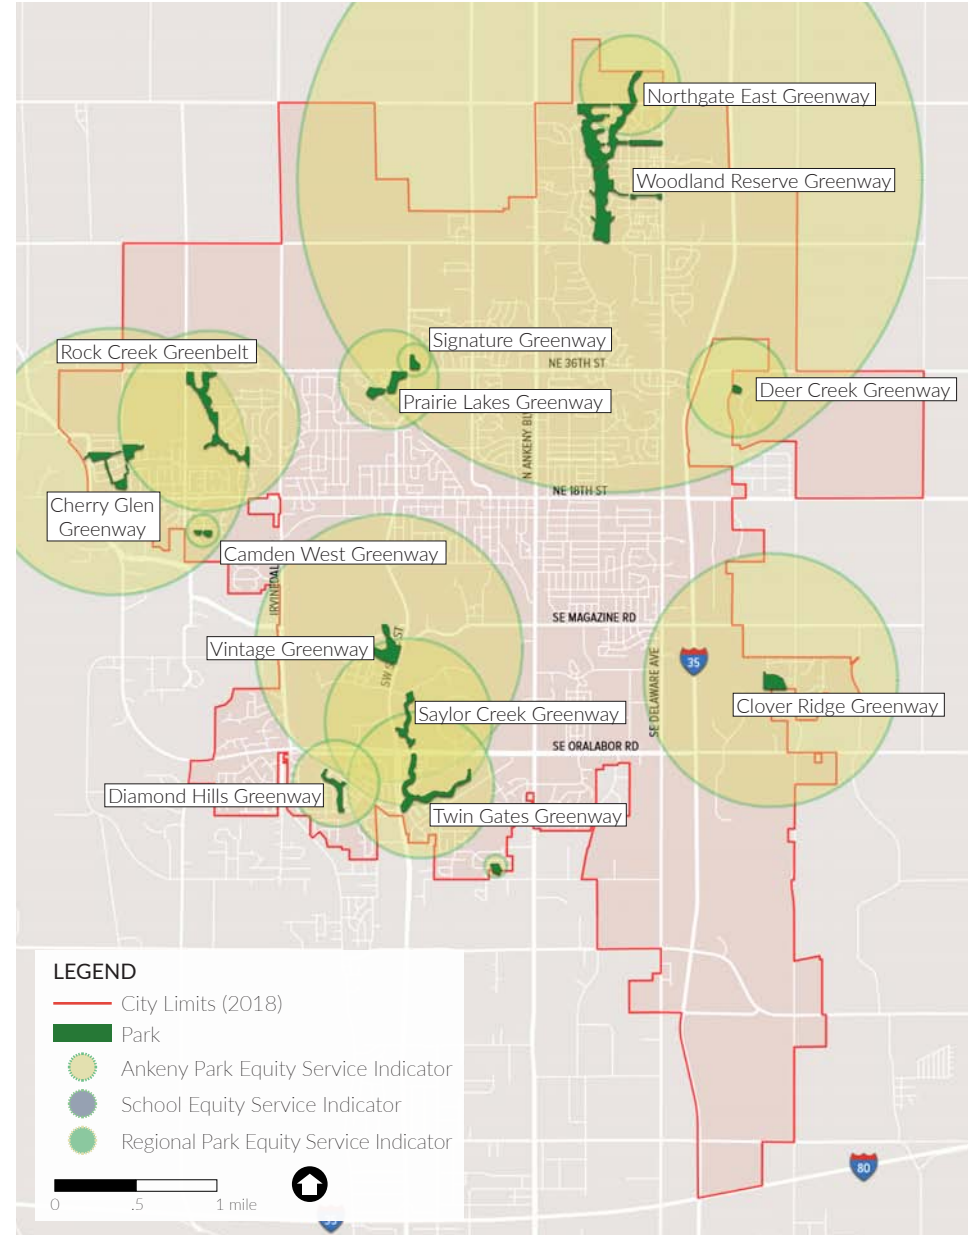 Northgate East Greenway
Woodland Reserve Greenway
Signature Greenway
Rock Creek Greenbelt
NE 36TH ST
Deer Creek Greenway
Prairie Lakes Greenway
N ANKENY BL
NE 18TH ST
Cherry Glen
Greenway
Camden West Greenway
IRVINEDAL
SE MAGAZINE RD
Vintage Greenway
ST
SW
35
SE DELAWARE AVE
Clover Ridge Greenway
Saylor Creek Greenway
SE ORALABOR RD
Diamond Hills Greenway
Twin Gates Greenway
LEGEND
City Limits (2018)
Park
Ankeny Park Equity Service Indicator
School Equity Service Indicator
Regional Park Equity Service Indicator
80
0 .5 1 mile